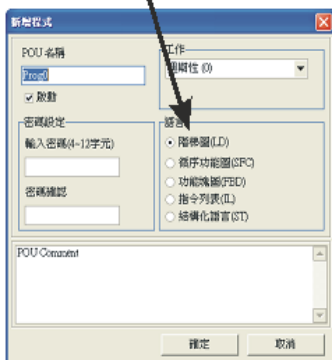 新增程式
POU 名稱
Prog0
啟動
工作
週期性 (0)
密碼設定
輸入密碼(4~12字元)
密碼確認
語言
階梯圖(LD)
循序功能圖(SFC)
功能塊圖(FBD)
指令列表(IL)
結構化語言(ST)
POU Comment
確定
取消